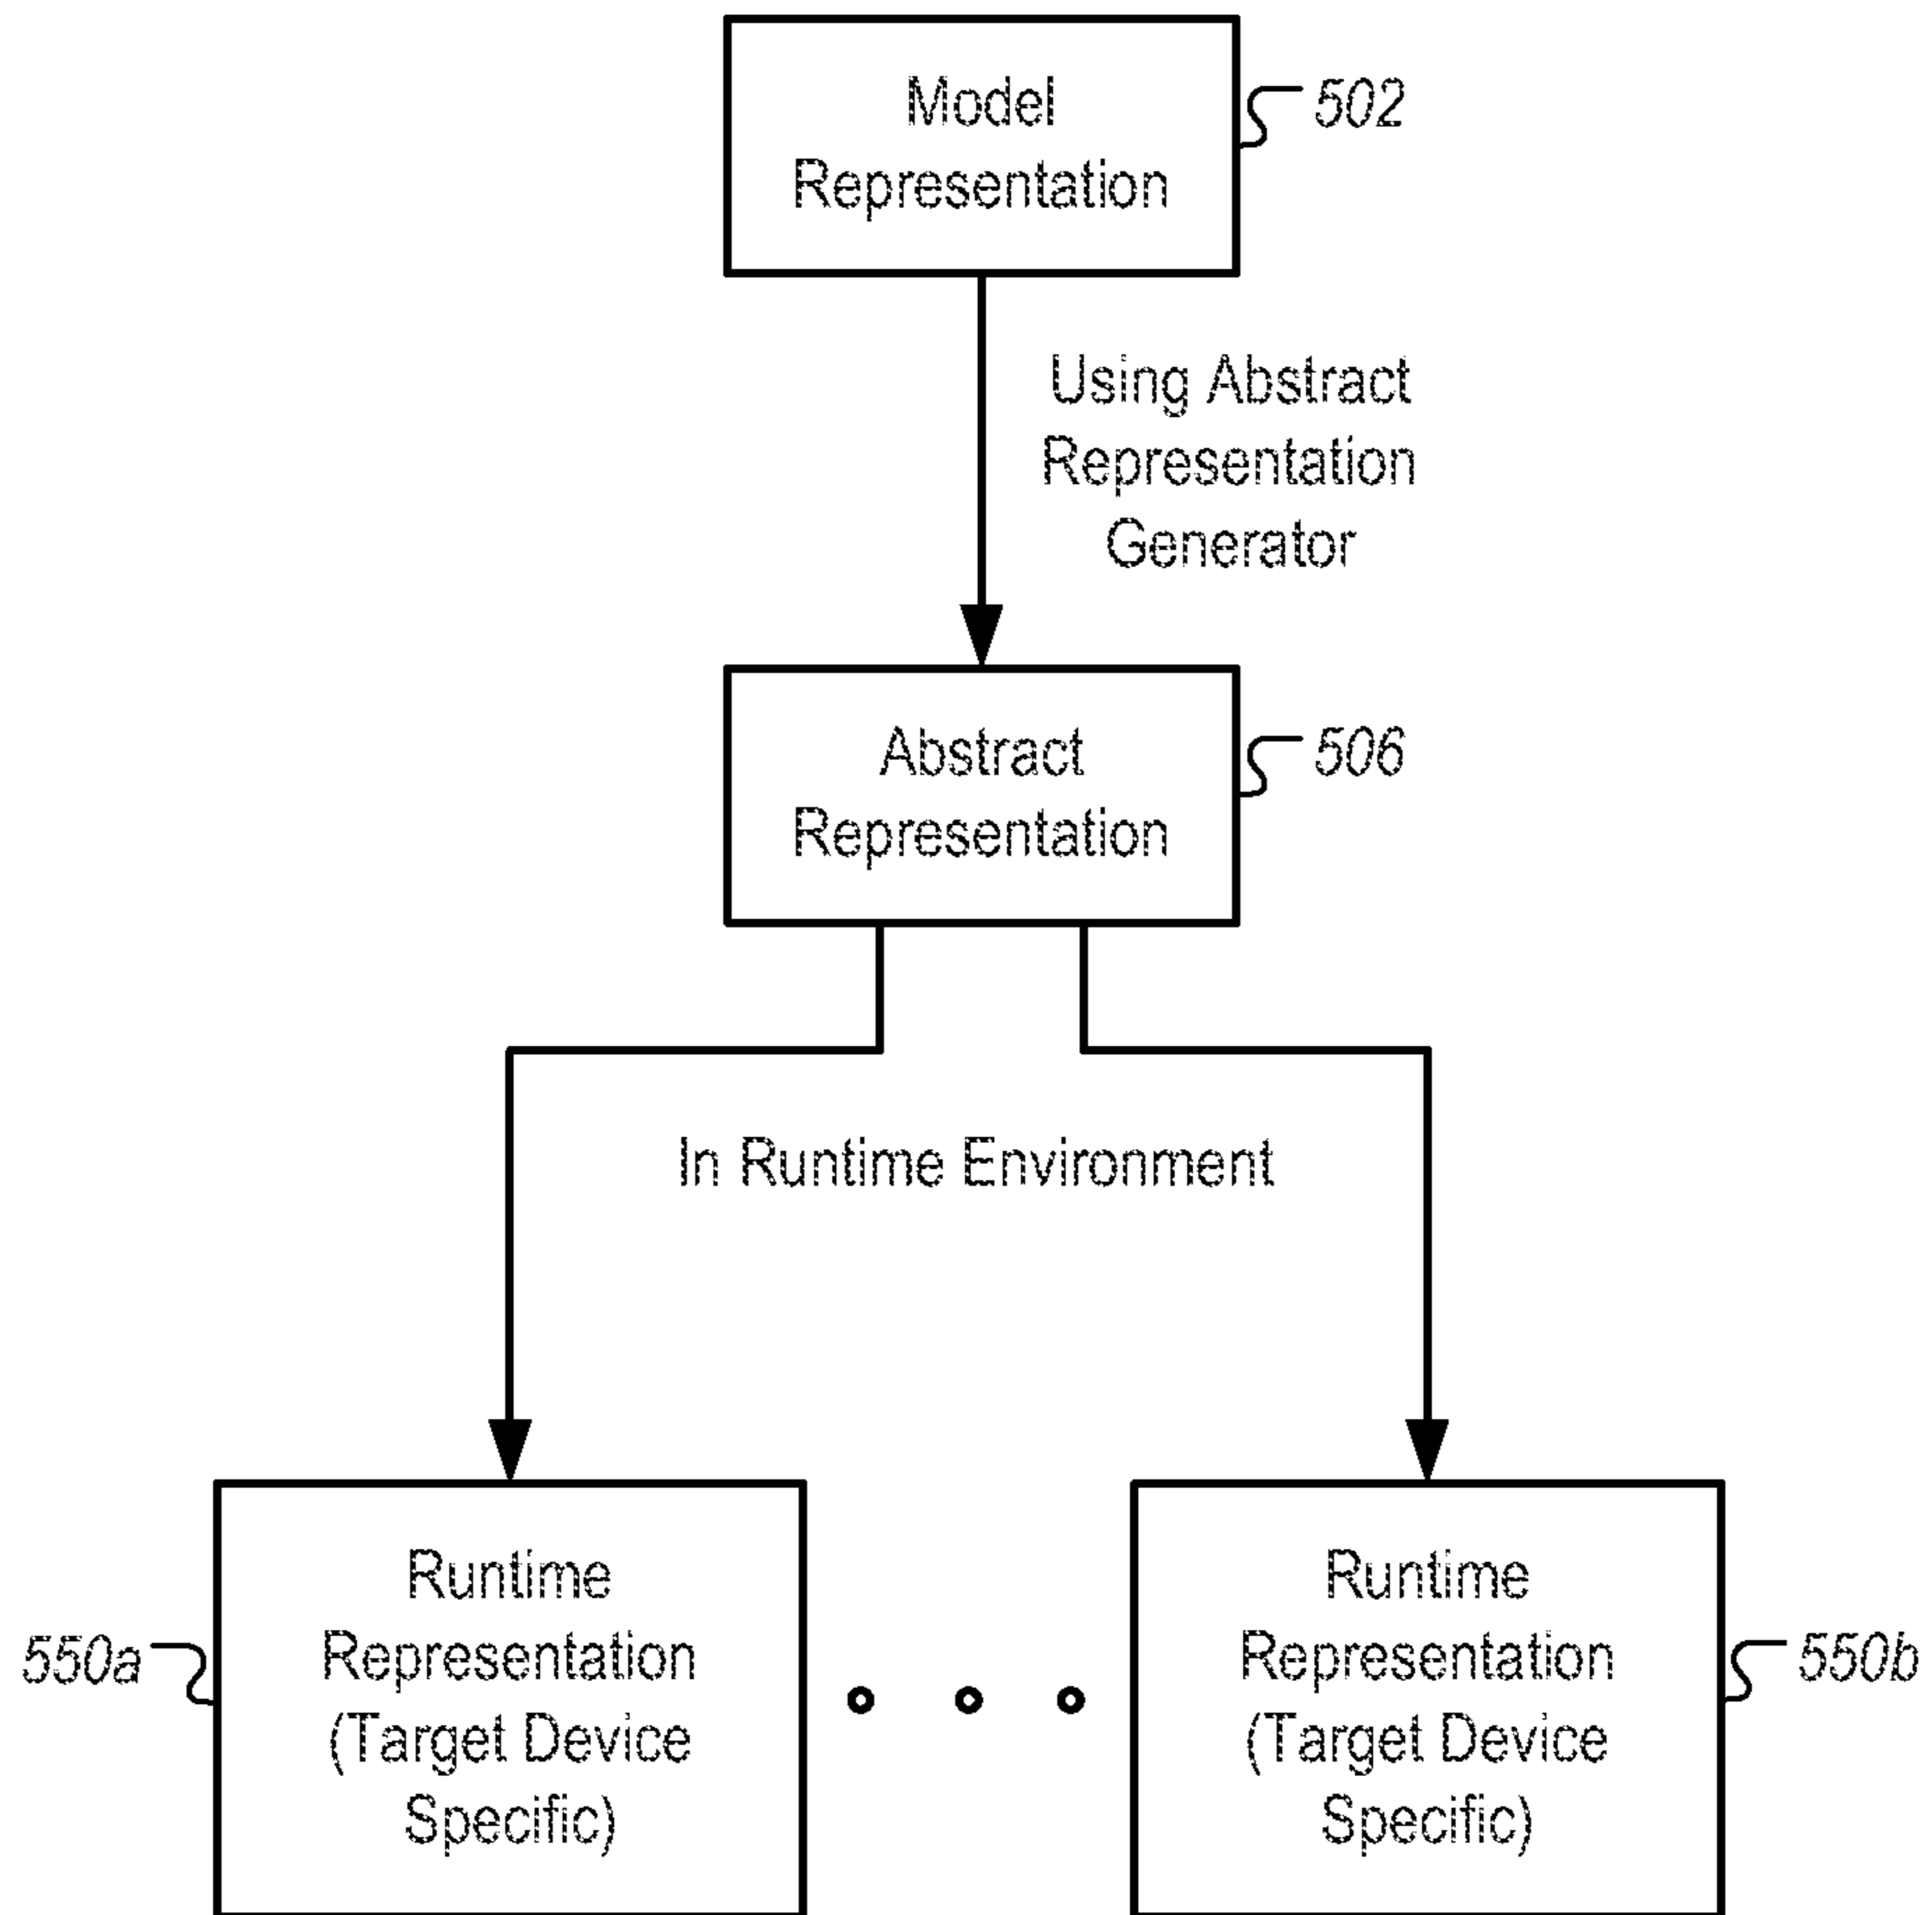 Model
Representation
502
Using Abstract
Representation
Generator
Abstract
Representation
506
In Runtime Environment
Runtime
Representation
(Target Device
Specific)
550a
Runtime
Representation
(Target Device
Specific)
550b